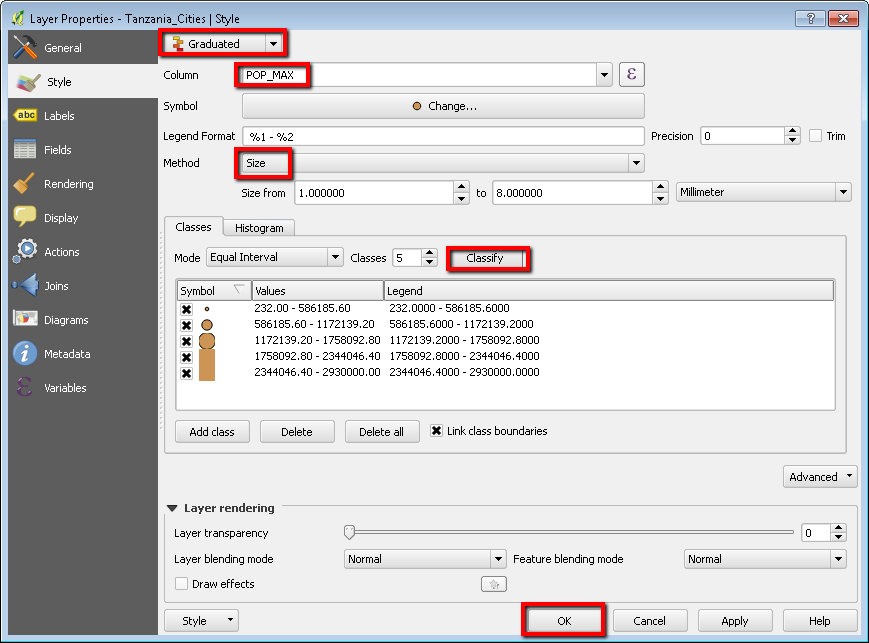 Layer Properties - Tanzania_Cities | Style
General
Style
Labels
Fields
Rendering
Display
Actions
Joins
Diagrams
Metadata
Variables
Graduated
Column POP_MAX ε
Symbol Change...
Legend Format %1 - %2 Precision 0 Trim
Method Size
Size from 1.000000 to 8.000000 Millimeter
Classes Histogram
Mode Equal Interval Classes 5 Classify
Symbol Values Legend
232.00 - 586185.60 232.0000 - 586185.6000
586185.60 - 1172139.20 586185.6000 - 1172139.2000
1172139.20 - 1758092.80 1172139.2000 - 1758092.8000
1758092.80 - 2344046.40 1758092.8000 - 2344046.4000
2344046.40 - 2930000.00 2344046.4000 - 2930000.0000
Add class Delete Delete all Link class boundaries
Advanced
Layer rendering
Layer transparency 0
Layer blending mode Normal Feature blending mode Normal
Draw effects
Style OK Cancel Apply Help